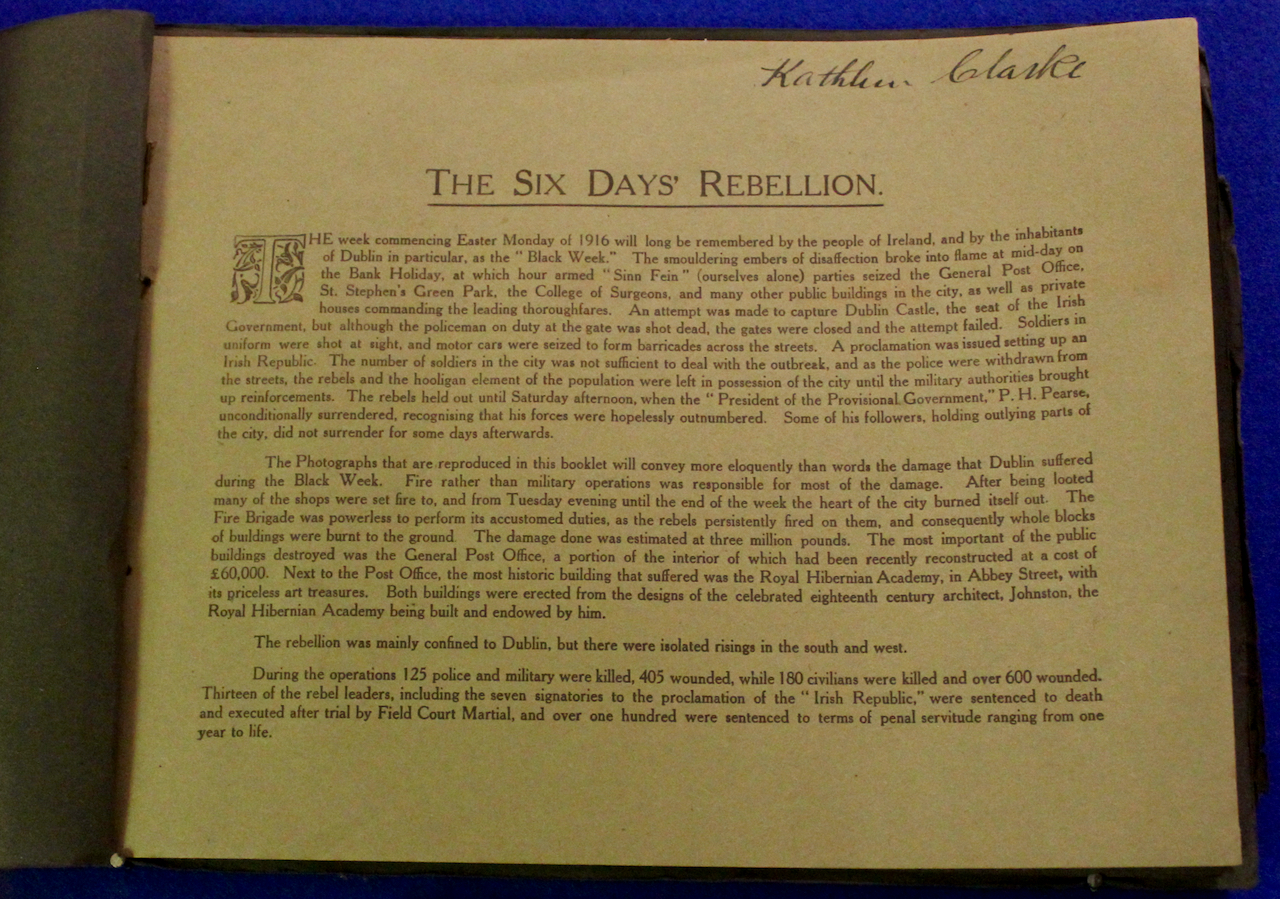 Kathleen Clarke
THE SIX DAYS' REBELLION.
THE week commencing Easter Monday of 1916 will long be remembered by the people of Ireland, and by the inhabitants
of Dublin in particular, as the "Black Week." The smouldering embers of disaffection broke into flame at mid-day on
the Bank Holiday, at which hour armed "Sinn Fein" (ourselves alone) parties seized the General Post Office,
St. Stephen's Green Park, the College of Surgeons, and many other public buildings in the city, as well as private
houses commanding the leading thoroughfares. An attempt was made to capture Dublin Castle, the seat of the Irish
Government, but although the policeman on duty at the gate was shot dead, the gates were closed and the attempt failed. Soldiers in
uniform were shot at sight, and motor cars were seized to form barricades across the streets. A proclamation was issued setting up an
Irish Republic. The number of soldiers in the city was not sufficient to deal with the outbreak, and as the police were withdrawn from
the streets, the rebels and the hooligan element of the population were left in possession of the city until the military authorities brought
up reinforcements. The rebels held out until Saturday afternoon, when the "President of the Provisional Government," P. H. Pearse,
unconditionally surrendered, recognising that his forces were hopelessly outnumbered. Some of his followers, holding outlying parts of
the city, did not surrender for some days afterwards.
The Photographs that are reproduced in this booklet will convey more eloquently than words the damage that Dublin suffered
during the Black Week. Fire rather than military operations was responsible for most of the damage. After being looted
many of the shops were set fire to, and from Tuesday evening until the end of the week the heart of the city burned itself out. The
Fire Brigade was powerless to perform its accustomed duties, as the rebels persistently fired on them, and consequently whole blocks
of buildings were burnt to the ground. The damage done was estimated at three million pounds. The most important of the public
buildings destroyed was the General Post Office, a portion of the interior of which had been recently reconstructed at a cost of
£60,000. Next to the Post Office, the most historic building that suffered was the Royal Hibernian Academy, in Abbey Street, with
its priceless art treasures. Both buildings were erected from the designs of the celebrated eighteenth century architect, Johnston, the
Royal Hibernian Academy being built and endowed by him.
The rebellion was mainly confined to Dublin, but there were isolated risings in the south and west.
During the operations 125 police and military were killed, 405 wounded, while 180 civilians were killed and over 600 wounded.
Thirteen of the rebel leaders, including the seven signatories to the proclamation of the "Irish Republic," were sentenced to death
and executed after trial by Field Court Martial, and over one hundred were sentenced to terms of penal servitude ranging from one
year to life.